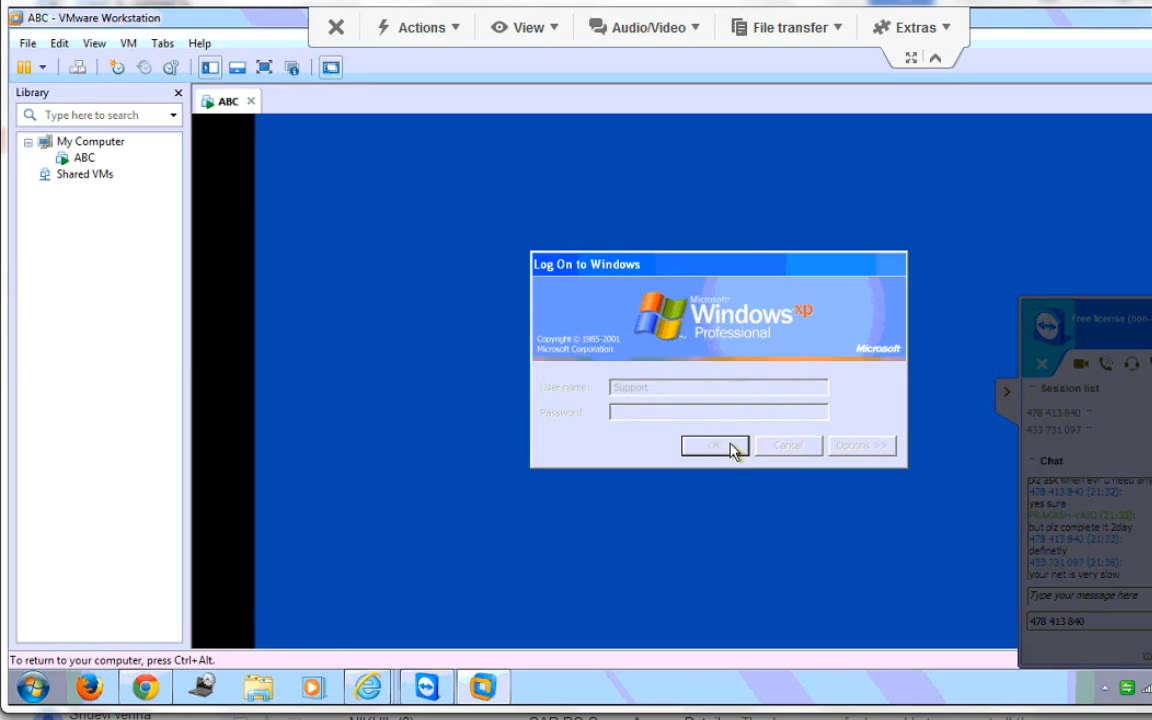 ABC - VMware Workstation
Actions
View
Audio/Video
File transfer
Extras
File Edit View VM Tabs Help
Library
ABC
Type here to search
My Computer
ABC
Shared VMs
Log On to Windows
Microsoft
Windows xp
Professional
Copyright © 1985-2001
Microsoft Corporation
Microsoft
User name: Support
Password:
OK Cancel Options >>
Free license (non-
Session list
478 413 840
433 731 097
Chat
plz ask when evr u need any
478 413 840 (21:32):
yes sure
PRAKASH-VAIO (21:33):
but plz complete it 2day
478 413 840 (21:33):
definetly
433 731 097 (21:36):
your net is very slow
Type your message here
478 413 840
To return to your computer, press Ctrl+Alt.